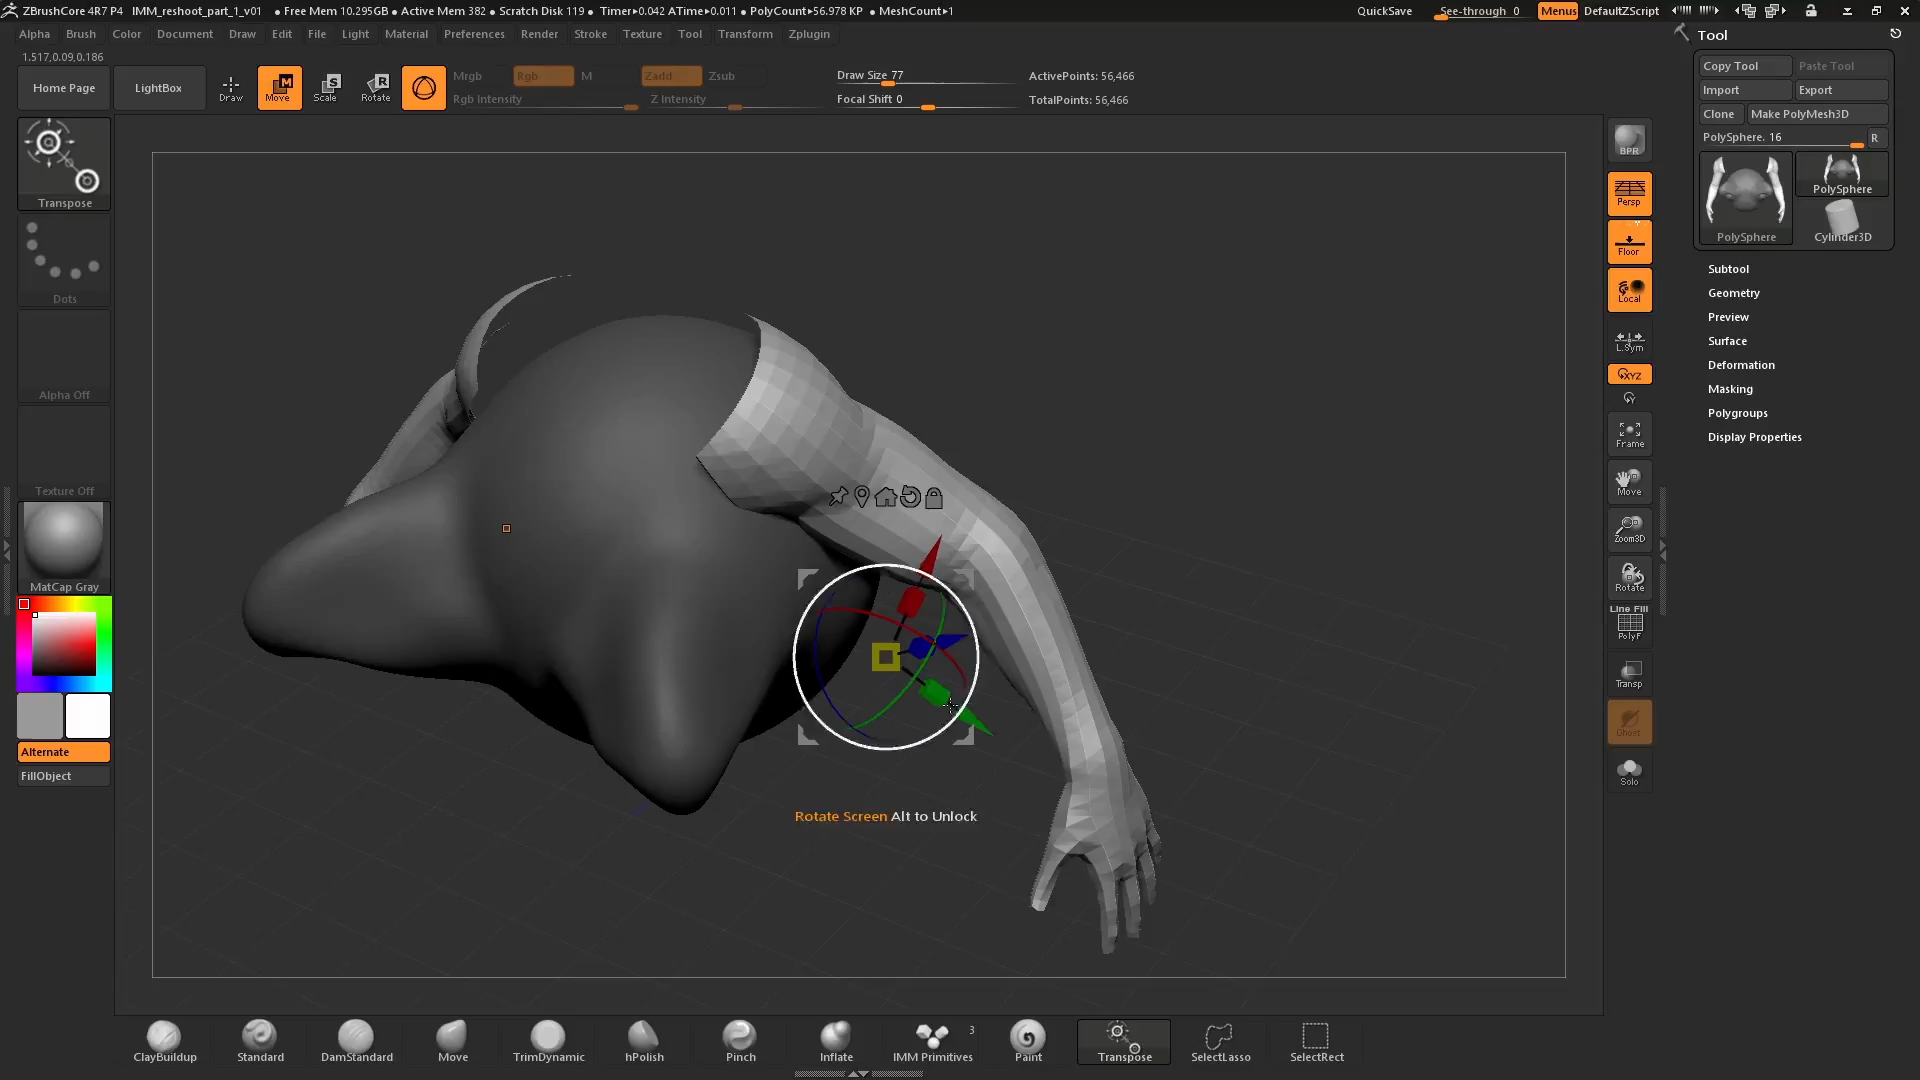 ZBrushCore 4R7 P4 IMM_reshoot_part_1_v01 ● Free Mem 10.295GB ● Active Mem 382 ● Scratch Disk 119 ● Timer▸0.042 ATime▸0.011 ● PolyCount▸56.978 KP ● MeshCount▸1 QuickSave See-through 0 Menus DefaultZScript
Alpha Brush Color Document Draw Edit File Light Material Preferences Render Stroke Texture Tool Transform Zplugin
Tool
1.517,0.09,0.186
Home Page LightBox Draw Move Scale Rotate
Mrgb Rgb M Zadd Zsub
Rgb Intensity Z Intensity
Draw Size 77
Focal Shift 0
ActivePoints: 56,466
TotalPoints: 56,466
Copy Tool Paste Tool
Import Export
Clone Make PolyMesh3D
PolySphere. 16 R
PolySphere
PolySphere Cylinder3D
Subtool
Geometry
Preview
Surface
Deformation
Masking
Polygroups
Display Properties
Transpose
Dots
Alpha Off
Texture Off
MatCap Gray
Alternate
FillObject
BPR
Persp
Floor
Local
L.Sym
XYZ
Y
Frame
Move
Zoom3D
Rotate
Line Fill
PolyF
Transp
Ghost
Solo
Rotate Screen Alt to Unlock
ClayBuildup Standard DamStandard Move TrimDynamic hPolish Pinch Inflate IMM Primitives 3 Paint Transpose SelectLasso SelectRect